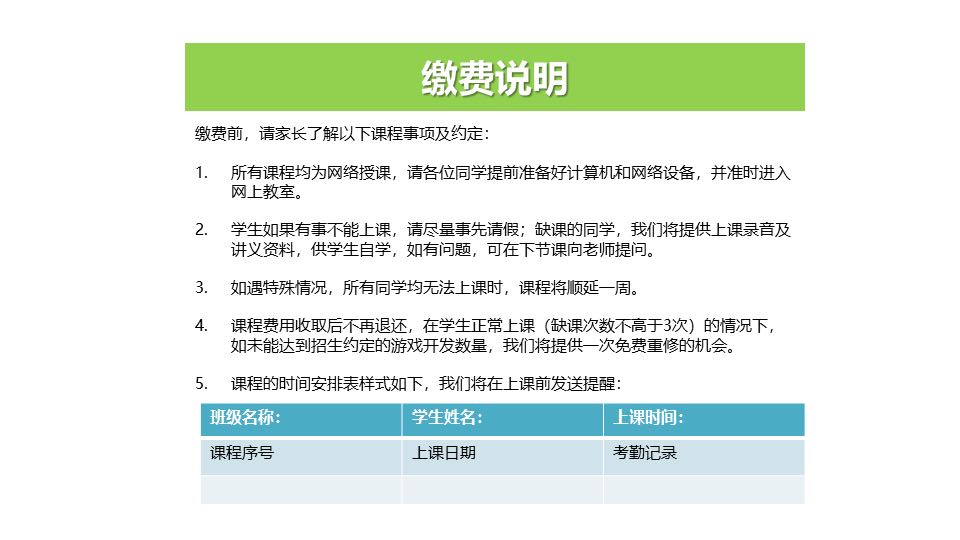 缴费说明
缴费前，请家长了解以下课程事项及约定：
1. 所有课程均为网络授课，请各位同学提前准备好计算机和网络设备，并准时进入
网上教室。
2. 学生如果有事不能上课，请尽量事先请假；缺课的同学，我们将提供上课录音及
讲义资料，供学生自学，如有问题，可在下节课向老师提问。
3. 如遇特殊情况，所有同学均无法上课时，课程将顺延一周。
4. 课程费用收取后不再退还，在学生正常上课（缺课次数不高于3次）的情况下，
如未能达到招生约定的游戏开发数量，我们将提供一次免费重修的机会。
5. 课程的时间安排表样式如下，我们将在上课前发送提醒：
班级名称： 学生姓名： 上课时间：
课程序号 上课日期 考勤记录